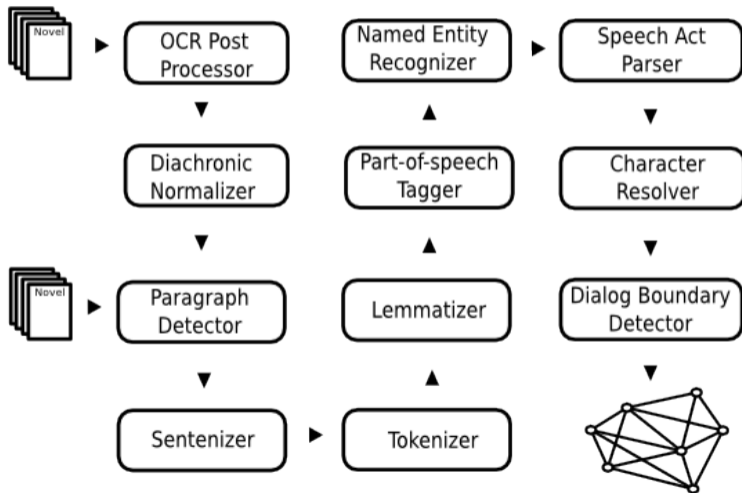 Novel
OCR Post
Processor
Diachronic
Normalizer
Novel
Paragraph
Detector
Sentenizer
Tokenizer
Lemmatizer
Part-of-speech
Tagger
Named Entity
Recognizer
Speech Act
Parser
Character
Resolver
Dialog Boundary
Detector